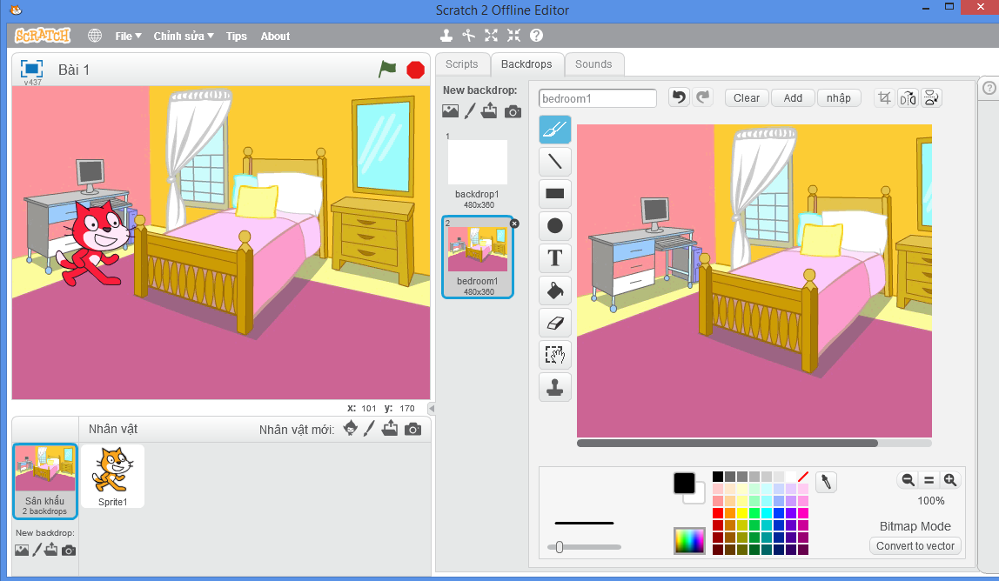 Scratch 2 Offline Editor
SCRATCH
File
Chỉnh sửa
Tips
About
v437
Bài 1
Scripts
Backdrops
Sounds
New backdrop:
1
backdrop1
480x360
2
bedroom1
480x360
bedroom1
Clear
Add
nhập
T
x: 101 y: 170
Nhân vật
Nhân vật mới:
Sân khấu
2 backdrops
Sprite1
New backdrop:
100%
Bitmap Mode
Convert to vector